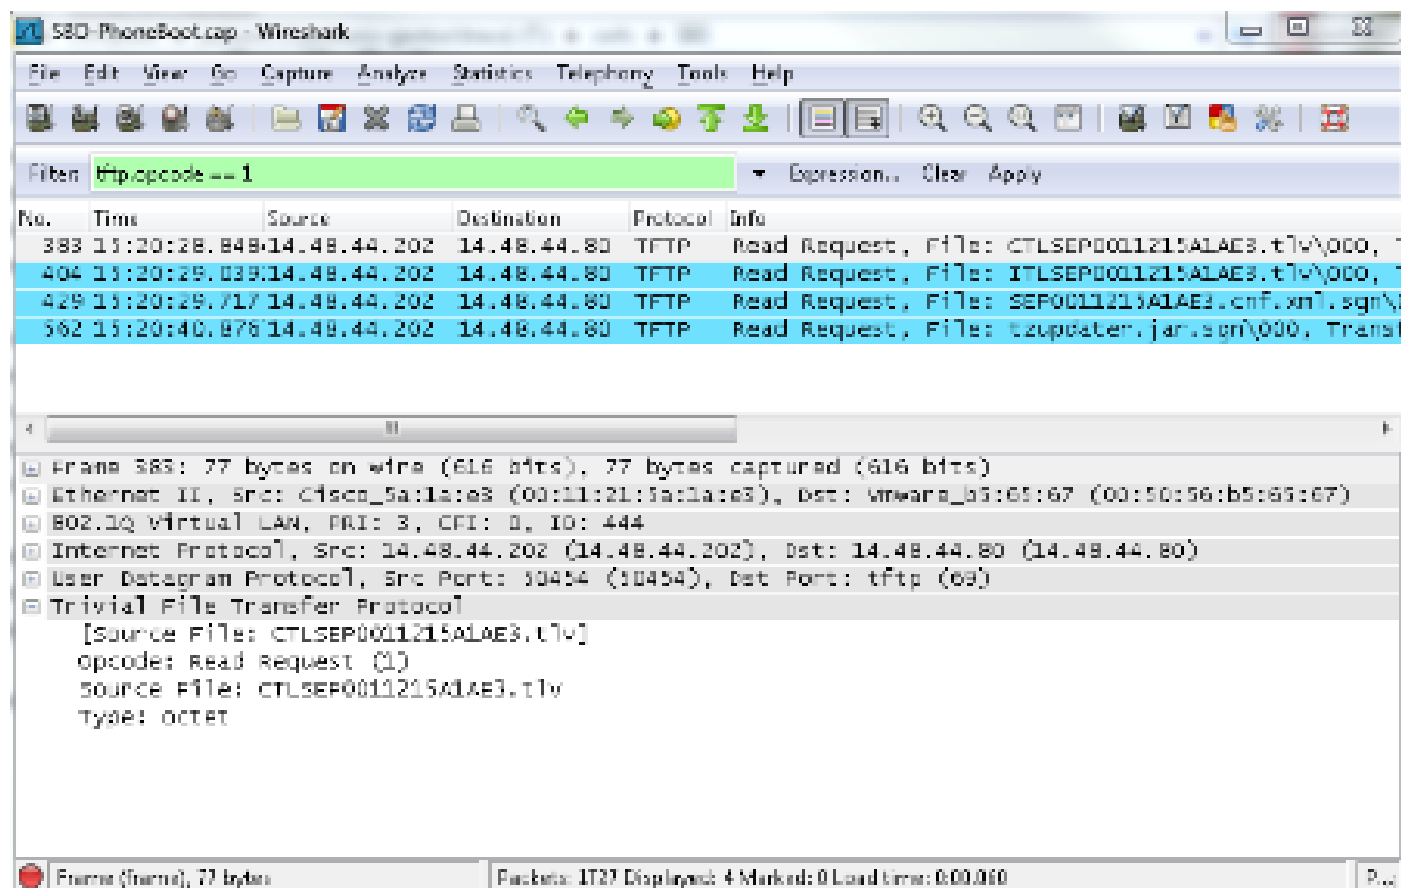 SBD-PhoneBoot.cap - Wireshark
File Edit View Go Capture Analyze Statistics Telephony Tools Help
Filter: tftp.opcode == 1 Expression... Clear Apply
No. Time Source Destination Protocol Info
383 15:20:28.848 14.48.44.202 14.48.44.80 TFTP Read Request, File: CTLSEP0011215A1AE3.tlv\000,
404 15:20:29.039 14.48.44.202 14.48.44.80 TFTP Read Request, File: ITLSEP0011215A1AE3.tlv\000,
429 15:20:29.717 14.48.44.202 14.48.44.80 TFTP Read Request, File: SEP0011215A1AE3.cnf.xml.sgn\
562 15:20:40.876 14.48.44.202 14.48.44.80 TFTP Read Request, File: tzupdater.jar.sgn\000, Transf
Frame 383: 77 bytes on wire (616 bits), 77 bytes captured (616 bits)
Ethernet II, Src: Cisco_5a:1a:e3 (00:11:21:5a:1a:e3), Dst: Vmware_b5:65:67 (00:50:56:b5:65:67)
802.1Q Virtual LAN, PRI: 3, CFI: 0, ID: 444
Internet Protocol, Src: 14.48.44.202 (14.48.44.202), Dst: 14.48.44.80 (14.48.44.80)
User Datagram Protocol, Src Port: 50454 (50454), Dst Port: tftp (69)
Trivial File Transfer Protocol
[Source File: CTLSEP0011215A1AE3.tlv]
Opcode: Read Request (1)
Source File: CTLSEP0011215A1AE3.tlv
Type: octet
Frame (frame), 77 bytes Packets: 1727 Displayed: 4 Marked: 0 Load time: 0:00.060 P...